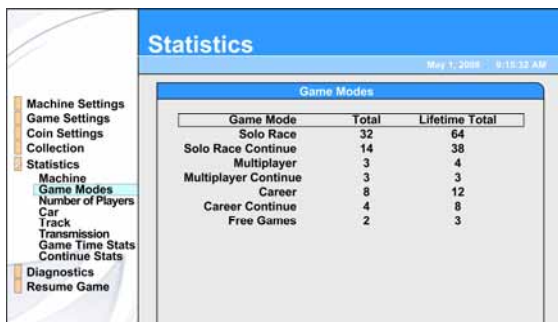 Statistics
May 1, 2009 9:15:32 AM
Machine Settings
Game Settings
Coin Settings
Collection
Statistics
Machine
Game Modes
Number of Players
Car
Track
Transmission
Game Time Stats
Continue Stats
Diagnostics
Resume Game
Game Modes
Game Mode Total Lifetime Total
Solo Race 32 64
Solo Race Continue 14 38
Multiplayer 3 4
Multiplayer Continue 3 3
Career 8 12
Career Continue 4 8
Free Games 2 3